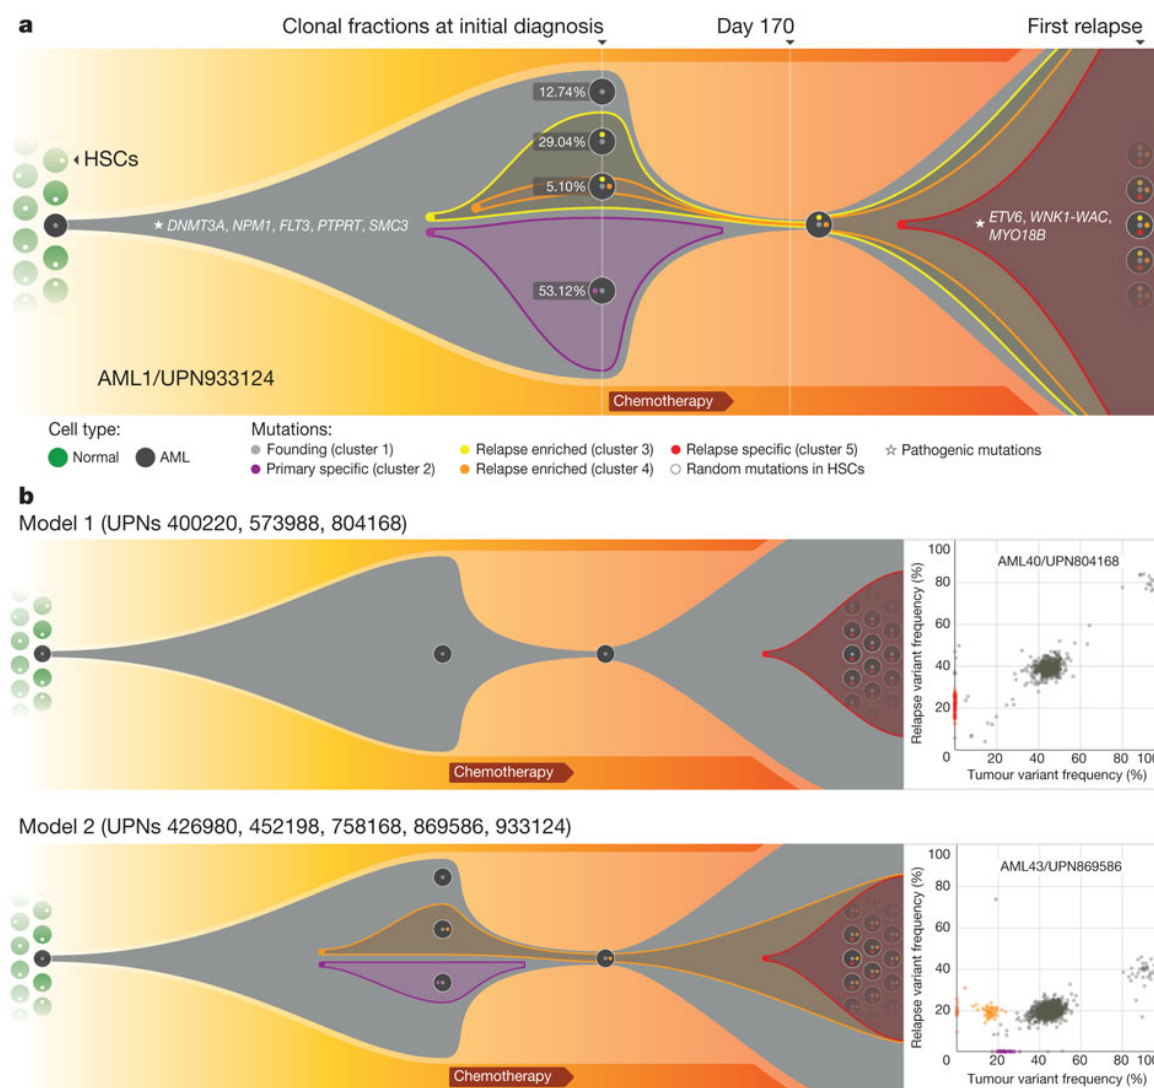 a
Clonal fractions at initial diagnosis
Day 170
First relapse
12.74%
29.04%
HSCs
5.10%
DNMT3A, NPM1, FLT3, PTPRT, SMC3
ETV6, WNK1-WAC,
MYO18B
53.12%
AML1/UPN933124
Chemotherapy
Cell type:
Normal
AML
Mutations:
Founding (cluster 1)
Primary specific (cluster 2)
Relapse enriched (cluster 3)
Relapse enriched (cluster 4)
Relapse specific (cluster 5)
Random mutations in HSCs
Pathogenic mutations
b
Model 1 (UPNs 400220, 573988, 804168)
Chemotherapy
AML40/UPN804168
Relapse variant frequency (%)
100
80
60
40
20
0
0
20
40
60
80
100
Tumour variant frequency (%)
Model 2 (UPNs 426980, 452198, 758168, 869586, 933124)
Chemotherapy
AML43/UPN869586
Relapse variant frequency (%)
100
80
60
40
20
0
0
20
40
60
80
100
Tumour variant frequency (%)